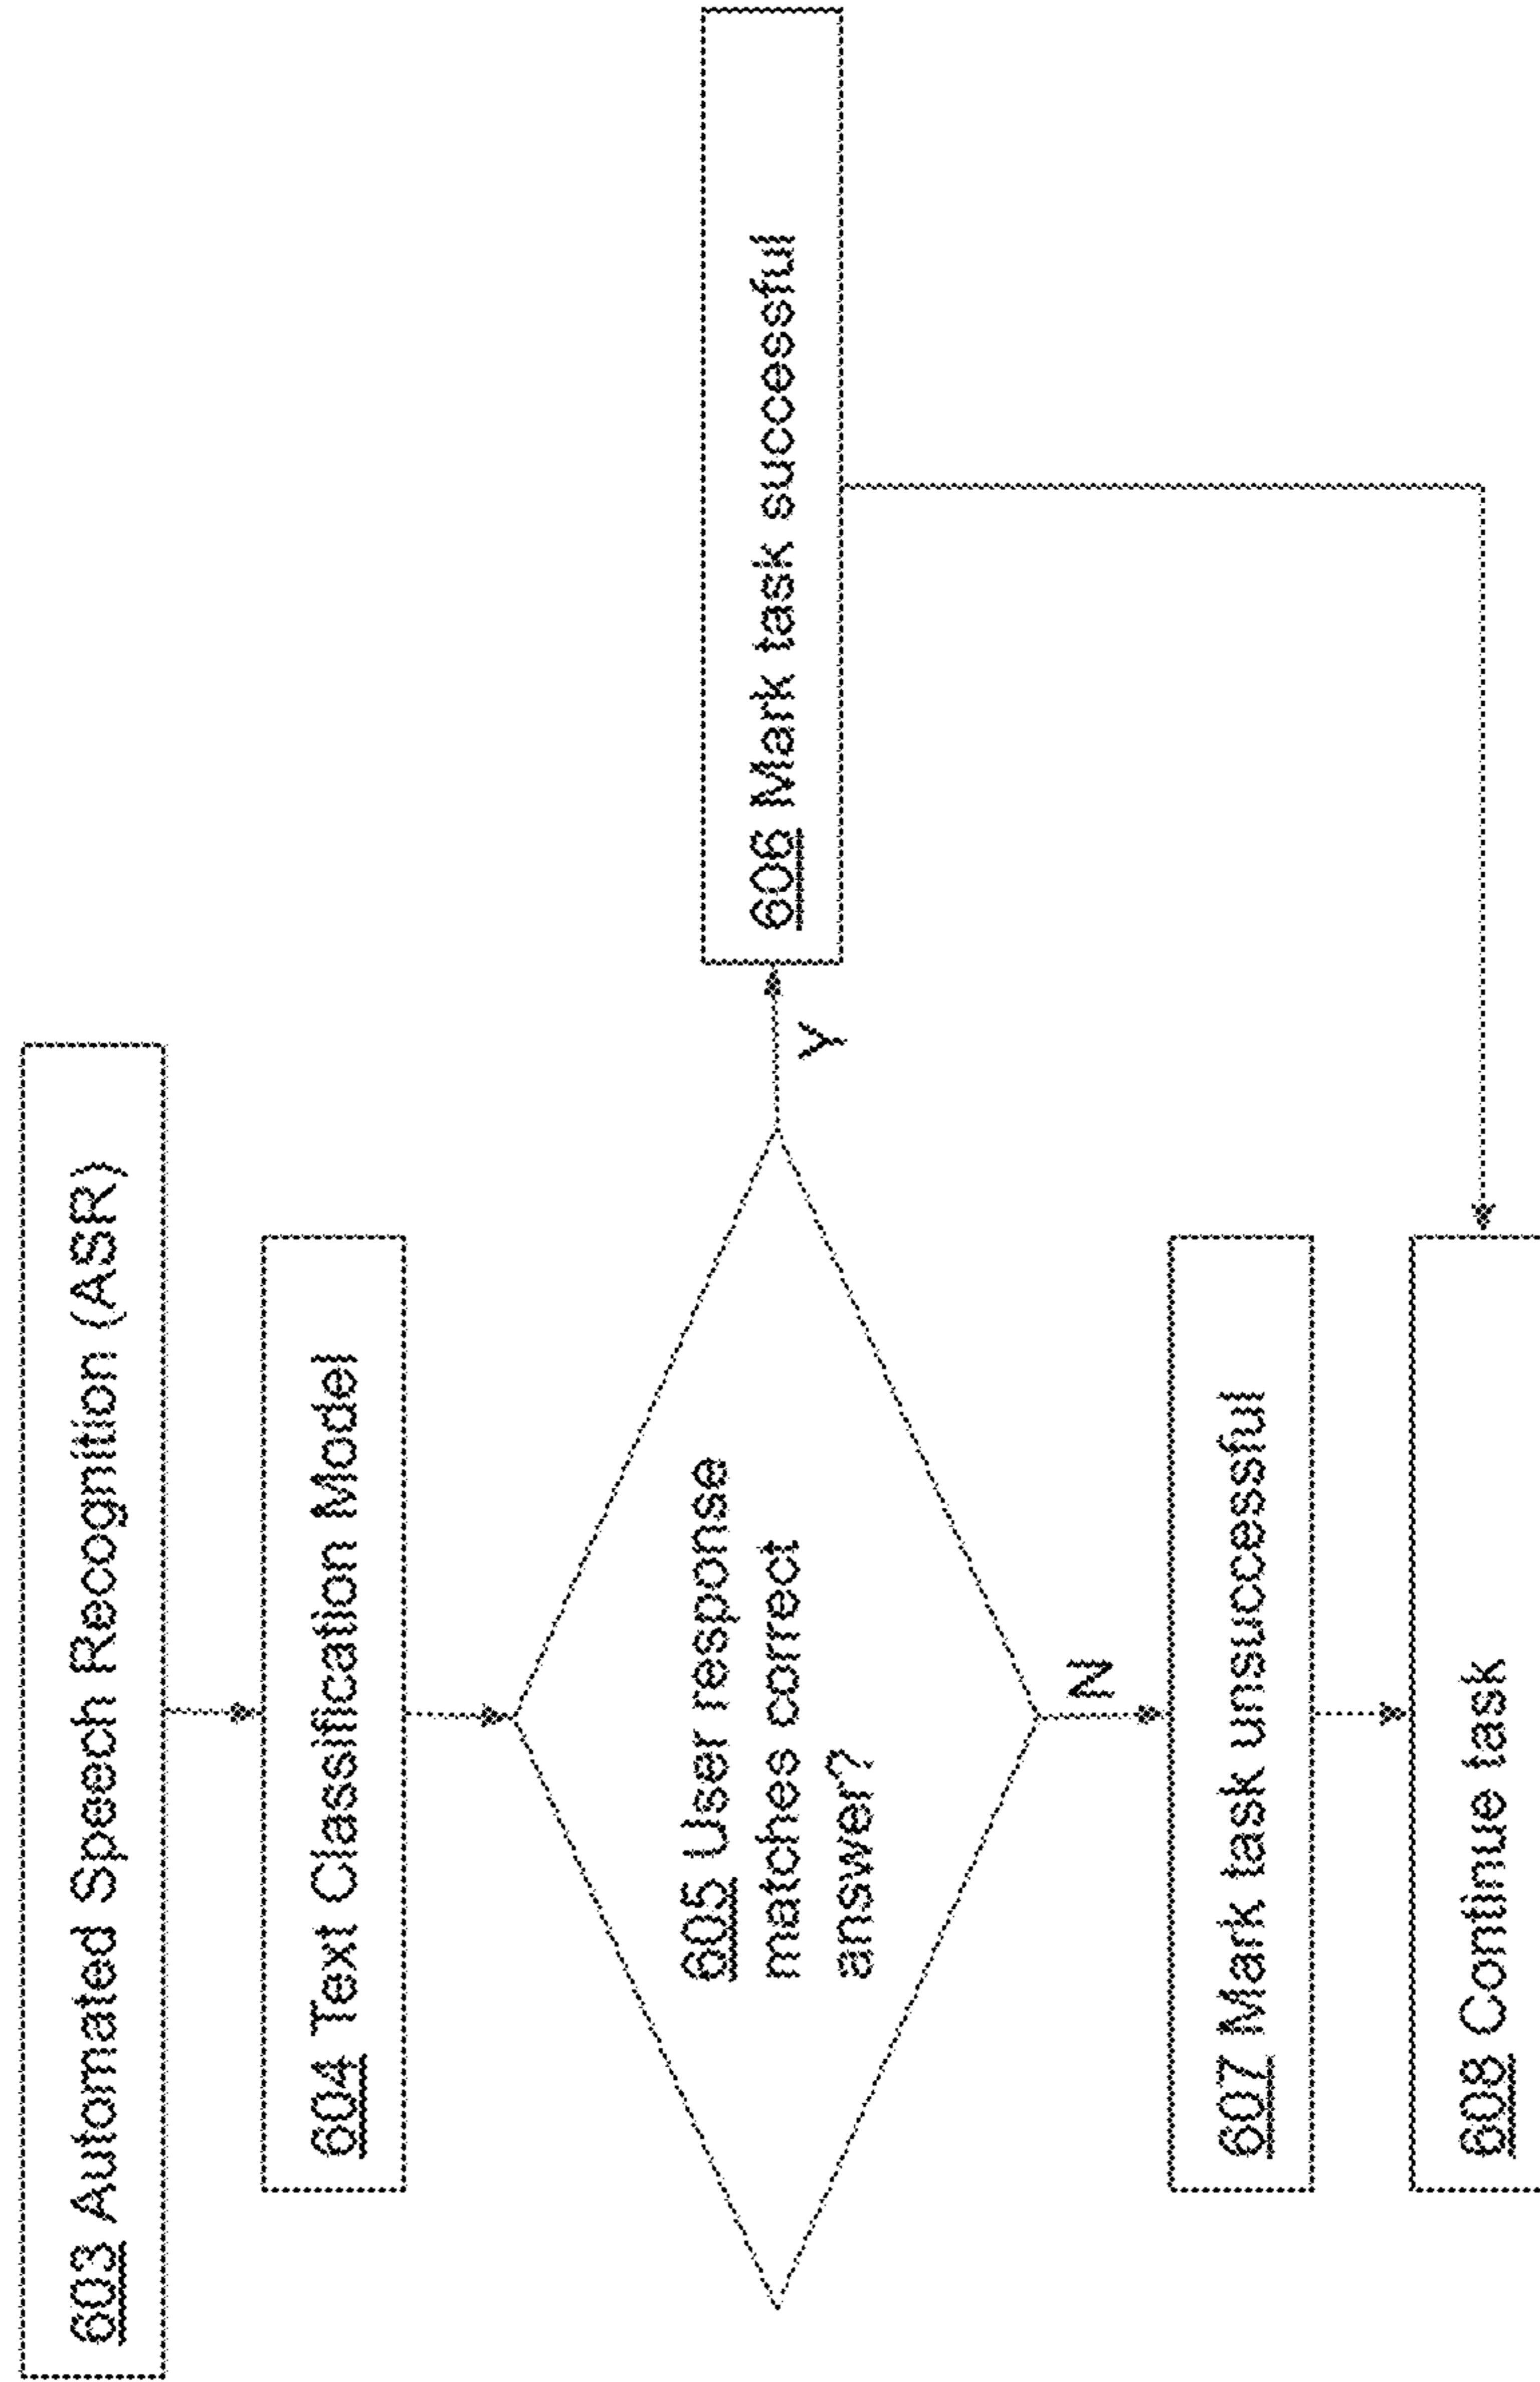 603 Automated Speech Recognition (ASR)
604 Text Classification Model
605 User response
matches correct
answer?
Y
606 Mark task successful
N
607 Mark task unsuccessful
608 Continue task